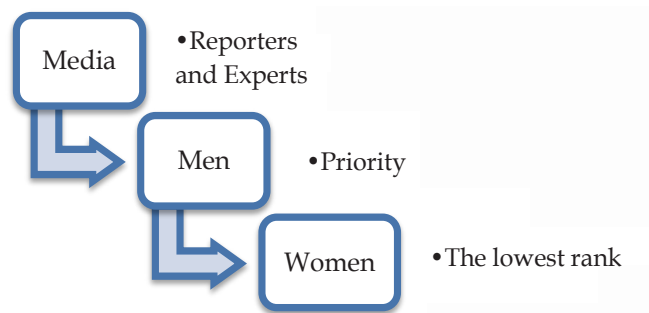 Media
•Reporters
and Experts
Men
•Priority
Women
•The lowest rank